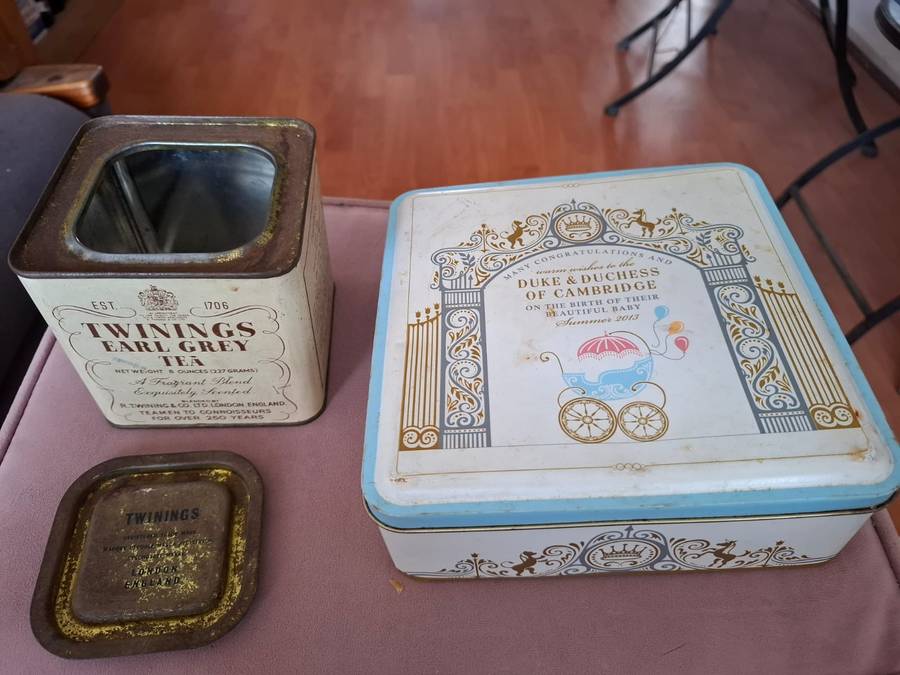 EST. 1706
TWININGS
EARL GREY
TEA
NET WEIGHT 8 OUNCES (227 GRAMS)
A Fragrant Blend
Exquisitely Scented
BLENDED BY
R. TWINING & CO. LTD. LONDON, ENGLAND.
TEAMEN TO CONNOISSEURS
FOR OVER 250 YEARS
TWININGS
LONDON
ENGLAND
MANY CONGRATULATIONS AND
warm wishes to the
DUKE & DUCHESS
OF CAMBRIDGE
ON THE BIRTH OF THEIR
BEAUTIFUL BABY
Summer 2013